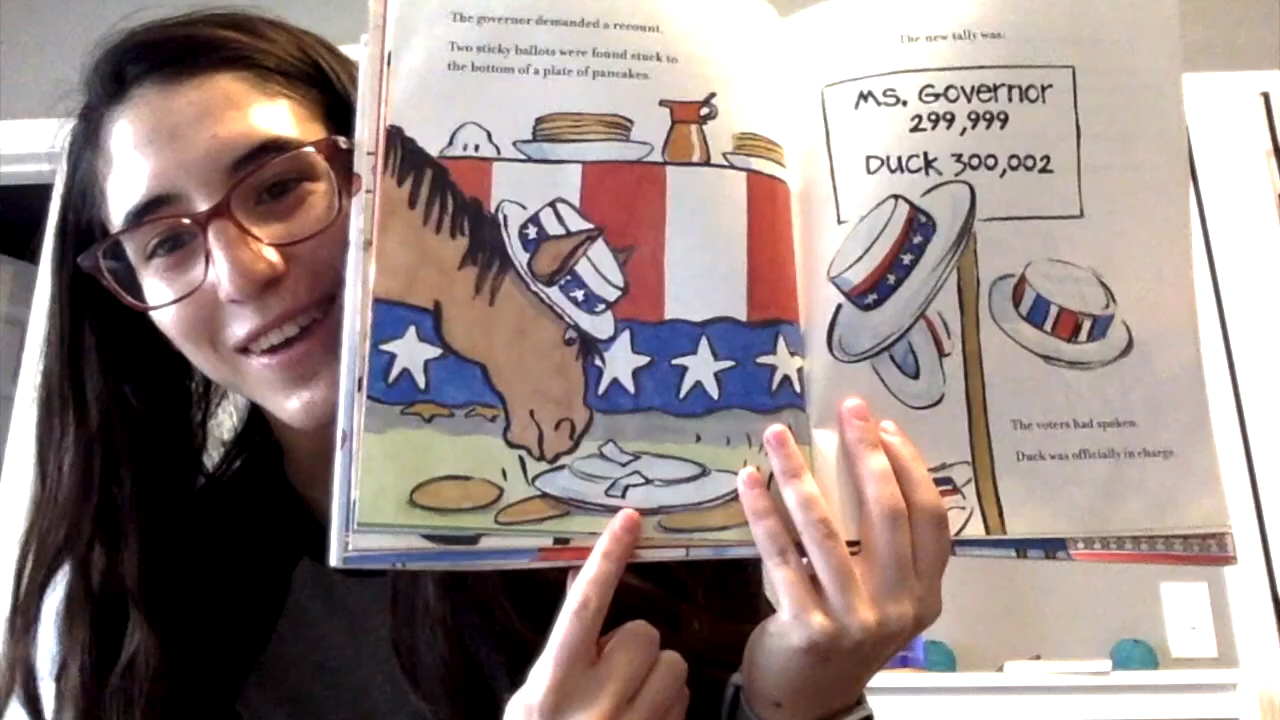 The governor demanded a recount.
Two sticky ballots were found stuck to
the bottom of a plate of pancakes.
The new tally was:
MS. GOVERNOR
299,999
DUCK 300,002
The voters had spoken.
Duck was officially in charge.